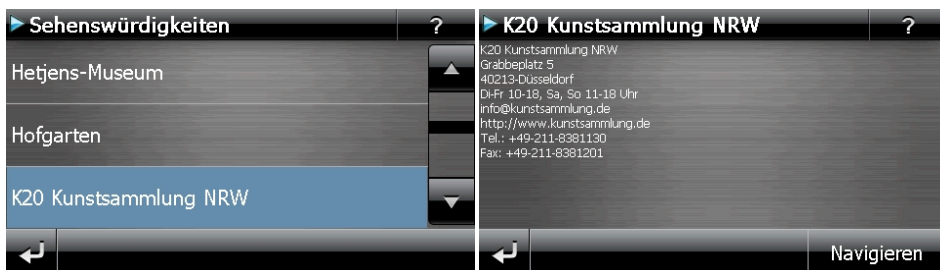 Sehenswürdigkeiten ?
Hetjens-Museum
Hofgarten
K20 Kunstsammlung NRW
K20 Kunstsammlung NRW ?
K20 Kunstsammlung NRW
Grabbeplatz 5
40213-Düsseldorf
Di-Fr 10-18, Sa, So 11-18 Uhr
info@kunstsammlung.de
http://www.kunstsammlung.de
Tel.: +49-211-8381130
Fax: +49-211-8381201
Navigieren